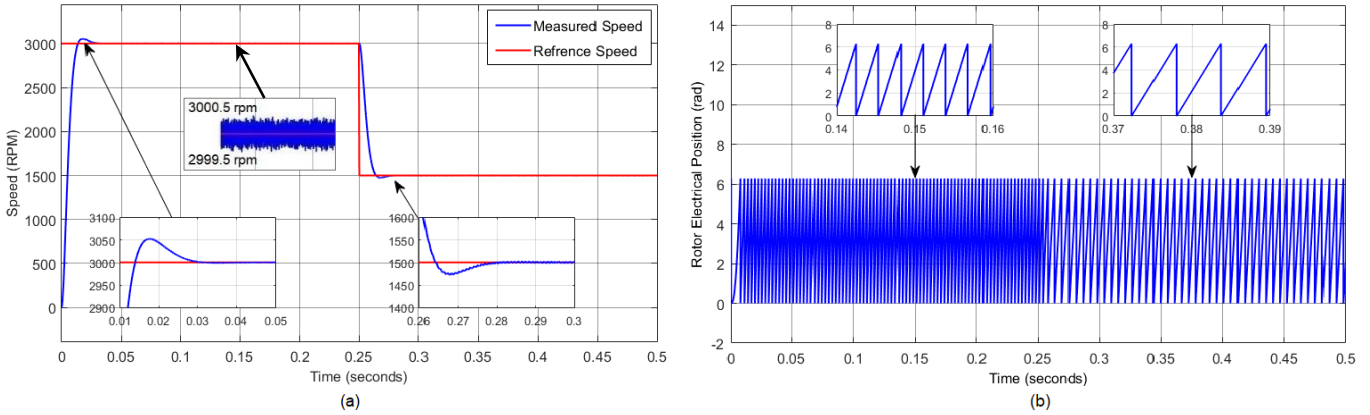 Measured Speed
Refrence Speed
3000
2500
2000
1500
1000
500
0
Speed (RPM)
3000.5 rpm
2999.5 rpm
3100
3050
3000
2950
2900
0.01 0.02 0.03 0.04 0.05
1600
1550
1500
1450
1400
0.26 0.27 0.28 0.29 0.3
0 0.05 0.1 0.15 0.2 0.25 0.3 0.35 0.4 0.45 0.5
Time (seconds)
(a)
14
12
10
8
6
4
2
0
-2
Rotor Electrical Position (rad)
8
6
4
2
0
0.14 0.15 0.16
8
6
4
2
0
0.37 0.38 0.39
0 0.05 0.1 0.15 0.2 0.25 0.3 0.35 0.4 0.45 0.5
Time (seconds)
(b)